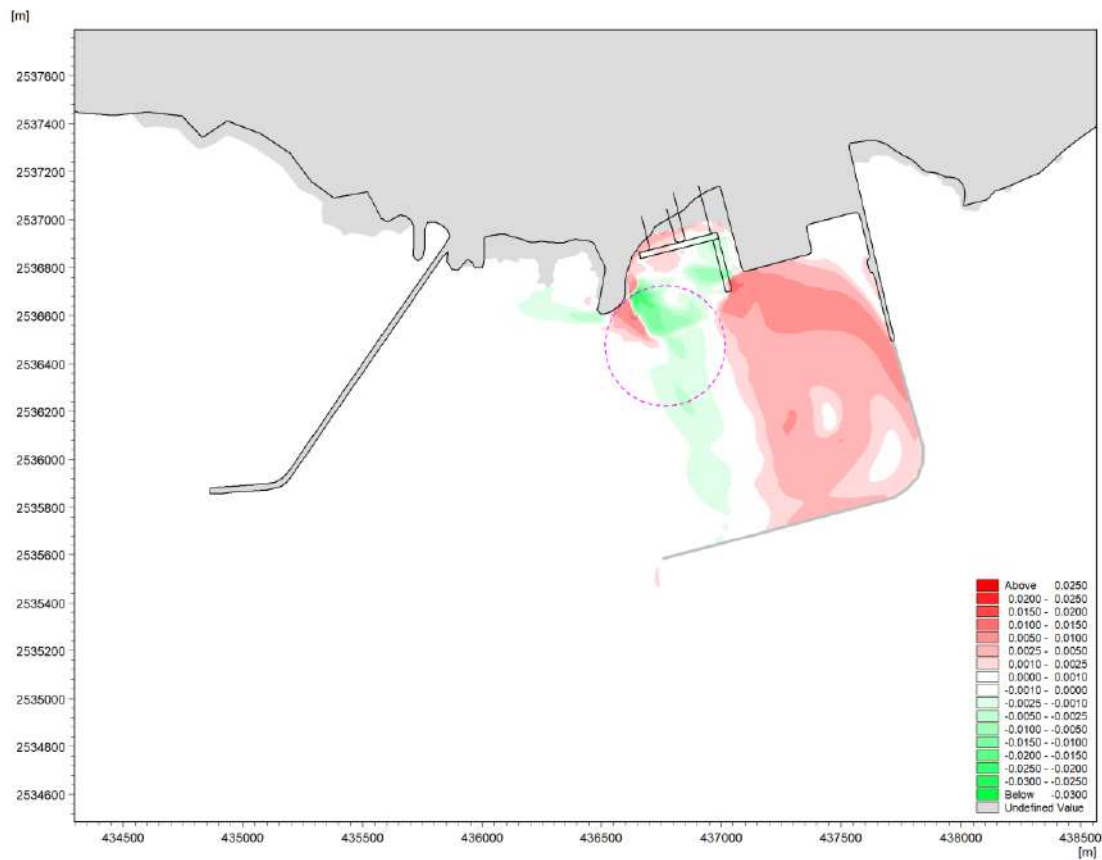 [m]
2537600
2537400
2537200
2537000
2536800
2536600
2536400
2536200
2536000
2535800
2535600
2535400
2535200
2535000
2534800
2534600
Above 0.0250
0.0200 - 0.0250
0.0150 - 0.0200
0.0100 - 0.0150
0.0050 - 0.0100
0.0025 - 0.0050
0.0010 - 0.0025
0.0000 - 0.0010
-0.0010 - 0.0000
-0.0025 - -0.0010
-0.0050 - -0.0025
-0.0100 - -0.0050
-0.0150 - -0.0100
-0.0200 - -0.0150
-0.0250 - -0.0200
-0.0300 - -0.0250
Below -0.0300
Undefined Value
434500 435000 435500 436000 436500 437000 437500 438000 438500
[m]